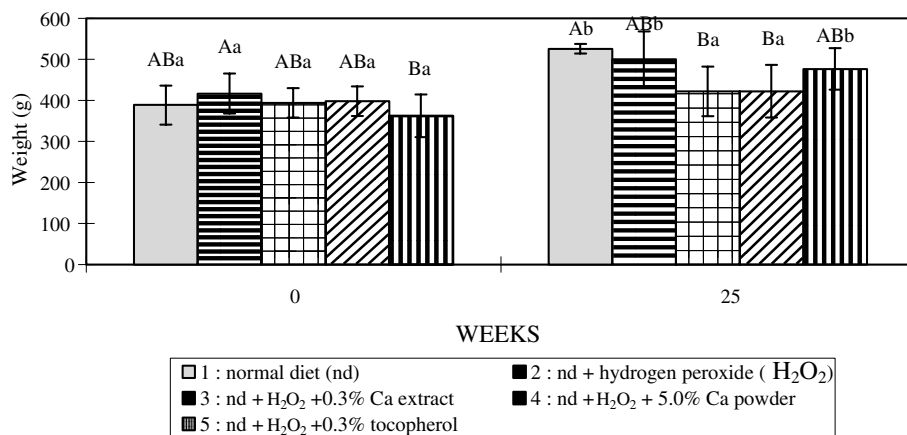 600
500
400
300
200
100
0
Weight (g)
ABa Aa ABa ABa Ba
Ab ABb Ba Ba ABb
0 25
WEEKS
1 : normal diet (nd) 2 : nd + hydrogen peroxide ( H₂O₂)
3 : nd + H₂O₂ +0.3% Ca extract 4 : nd + H₂O₂ + 5.0% Ca powder
5 : nd + H₂O₂ +0.3% tocopherol